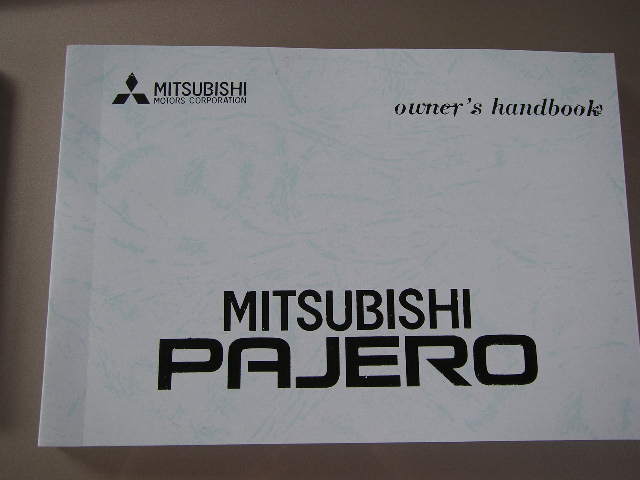 MITSUBISHI
MOTORS CORPORATION
owner's handbook
MITSUBISHI
PAJERO